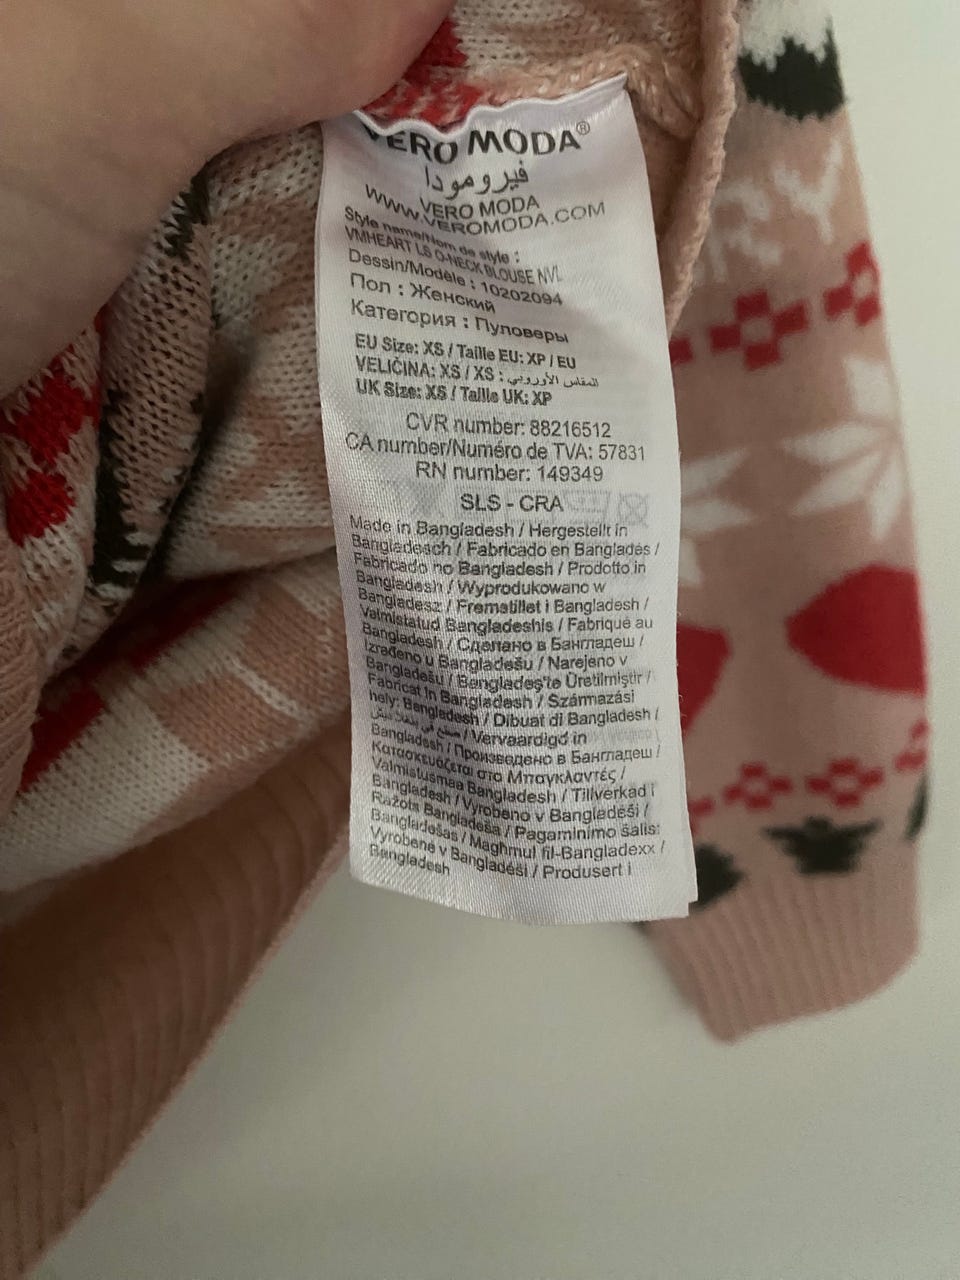 VERO MODA®
فيرومودا
VERO MODA
WWW.VEROMODA.COM
Style name/Nom de style :
VMHEART LS O-NECK BLOUSE NVL
Dessin/Modèle : 10202094
Пол : Женский
Категория : Пуловеры
EU Size: XS / Taille EU: XP / EU
VELIČINA: XS / XS : المقاس الأوروبي
UK Size: XS / Taille UK: XP
CVR number: 88216512
CA number/Numéro de TVA: 57831
RN number: 149349
SLS - CRA
Made in Bangladesh / Hergestellt in
Bangladesch / Fabricado en Bangladés /
Fabricado no Bangladesh / Prodotto in
Bangladesh / Wyprodukowano w
Bangladesz / Fremstillet i Bangladesh /
Valmistatud Bangladeshis / Fabriqué au
Bangladesh / Сделано в Бангладеш /
Izrađeno u Bangladešu / Narejeno v
Bangladešu / Bangladeş'te Üretilmiştir /
Fabricat în Bangladesh / Származási
hely: Bangladesh / Dibuat di Bangladesh /
صنع في بنغلاديش / Vervaardigd in
Bangladesh / Произведено в Бангладеш /
Κατασκευάζεται στο Μπαγκλαντές /
Valmistusmaa Bangladesh / Tillverkad i
Bangladesh / Vyrobeno v Bangladéši /
Ražots Bangladeša / Pagaminimo šalis:
Bangladešas / Magħmul fil-Bangladexx /
Vyrobené v Bangladéši / Produsert i
Bangladesh